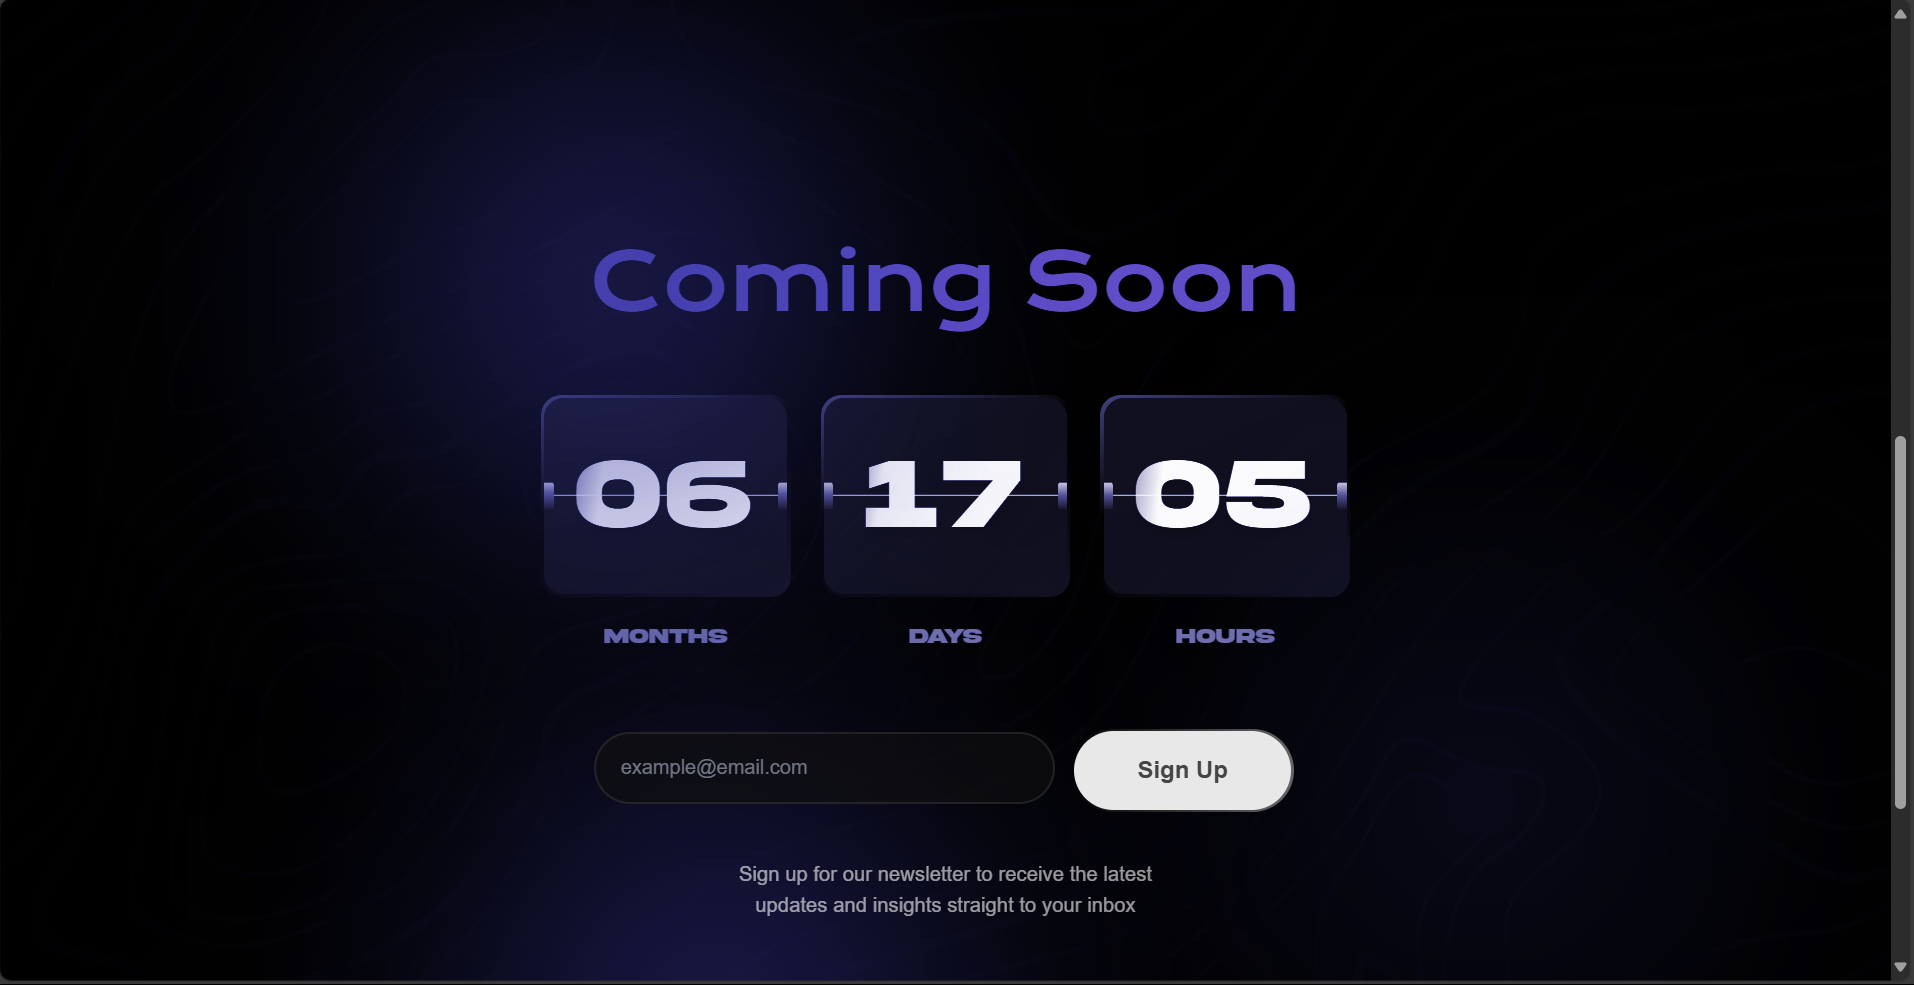 Coming Soon
06 17 05
MONTHS DAYS HOURS
example@email.com Sign Up
Sign up for our newsletter to receive the latest
updates and insights straight to your inbox